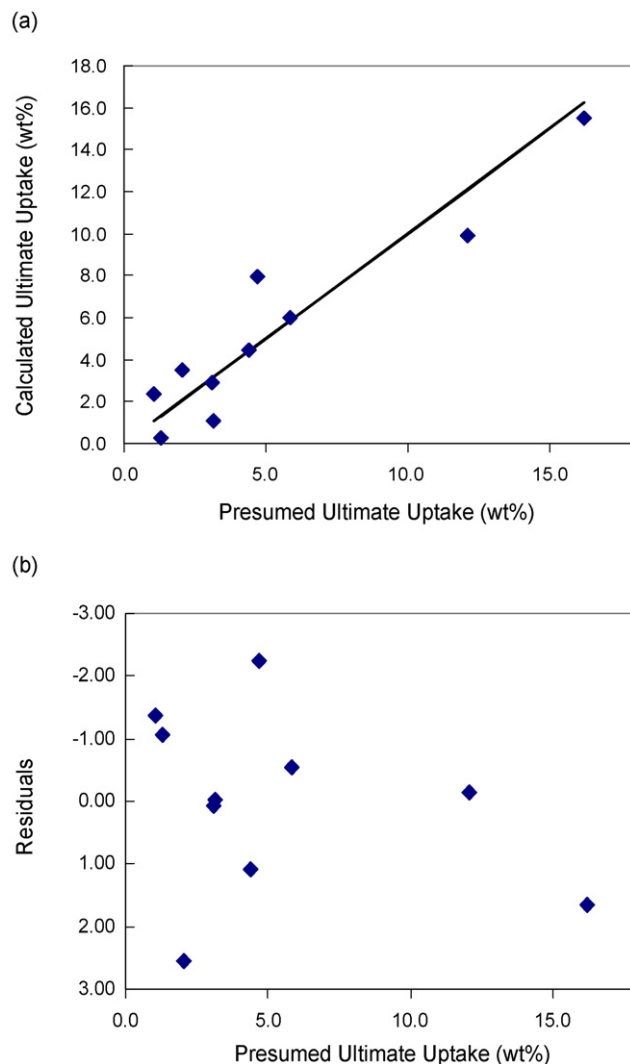 (a)
18.0
16.0
14.0
12.0
10.0
8.0
6.0
4.0
2.0
0.0
Calculated Ultimate Uptake (wt%)
0.0 5.0 10.0 15.0
Presumed Ultimate Uptake (wt%)
(b)
-3.00
-2.00
-1.00
0.00
1.00
2.00
3.00
Residuals
0.0 5.0 10.0 15.0
Presumed Ultimate Uptake (wt%)